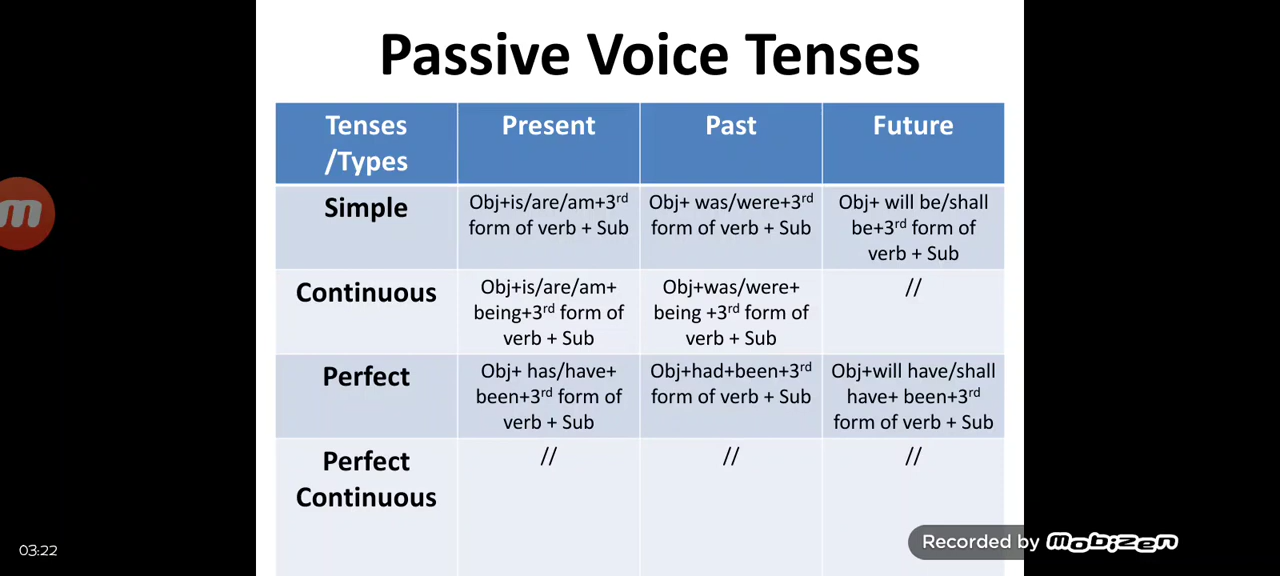 Passive Voice Tenses
Tenses
/Types
Present
Past
Future
Simple
Obj+is/are/am+3rd
form of verb + Sub
Obj+ was/were+3rd
form of verb + Sub
Obj+ will be/shall
be+3rd form of
verb + Sub
Continuous
Obj+is/are/am+
being+3rd form of
verb + Sub
Obj+was/were+
being +3rd form of
verb + Sub
//
Perfect
Obj+ has/have+
been+3rd form of
verb + Sub
Obj+had+been+3rd
form of verb + Sub
Obj+will have/shall
have+ been+3rd
form of verb + Sub
Perfect
Continuous
//
//
//
m
03:22
Recorded by mobizen